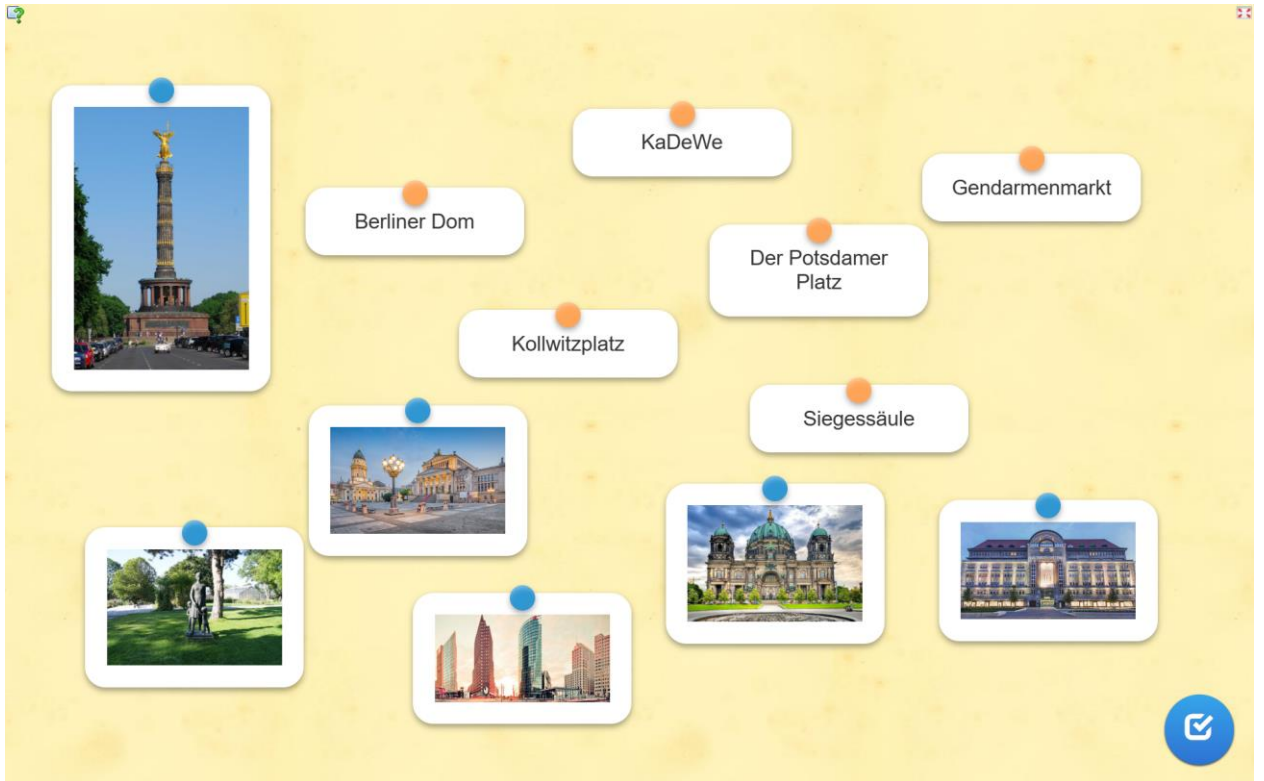 KaDeWe
Gendarmenmarkt
Berliner Dom
Der Potsdamer
Platz
Kollwitzplatz
Siegessäule